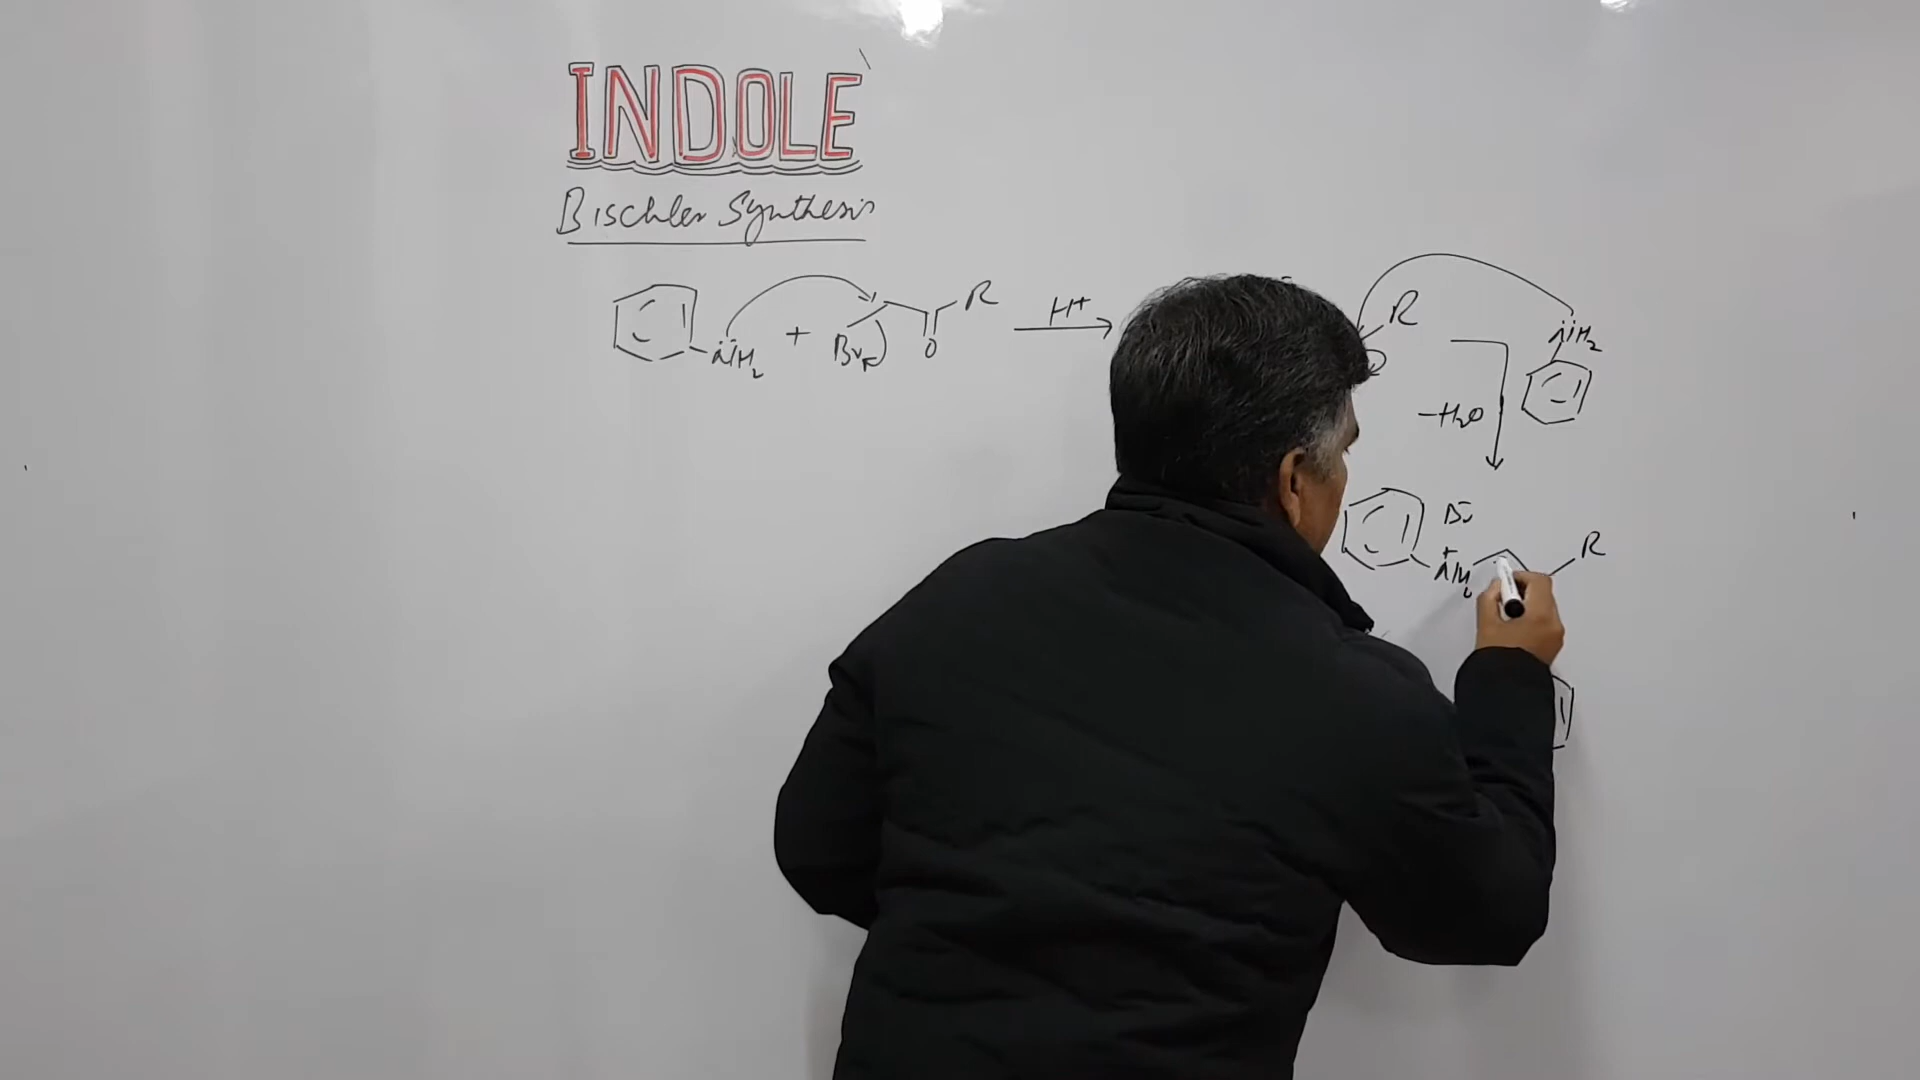 INDOLE
Bischler Synthesis
NH2 + Br O R H+
R NH2
-H2O
Br
+
NH2 R